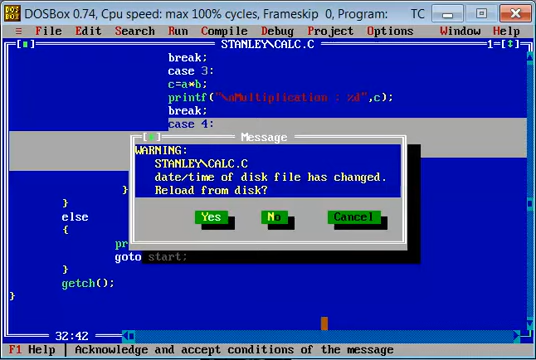 DOSBox 0.74, Cpu speed: max 100% cycles, Frameskip 0, Program: TC
≡ File Edit Search Run Compile Debug Project Options Window Help
[■] STANLEY\CALC.C 1=[↕]
break;
case 3:
c=a*b;
printf("\nMultiplication : %d",c);
break;
case 4:
[■] Message
WARNING:
STANLEY\CALC.C
date/time of disk file has changed.
Reload from disk?
Yes No Cancel
}
}
else
{
pr
goto start;
}
getch();
}
32:42
F1 Help | Acknowledge and accept conditions of the message